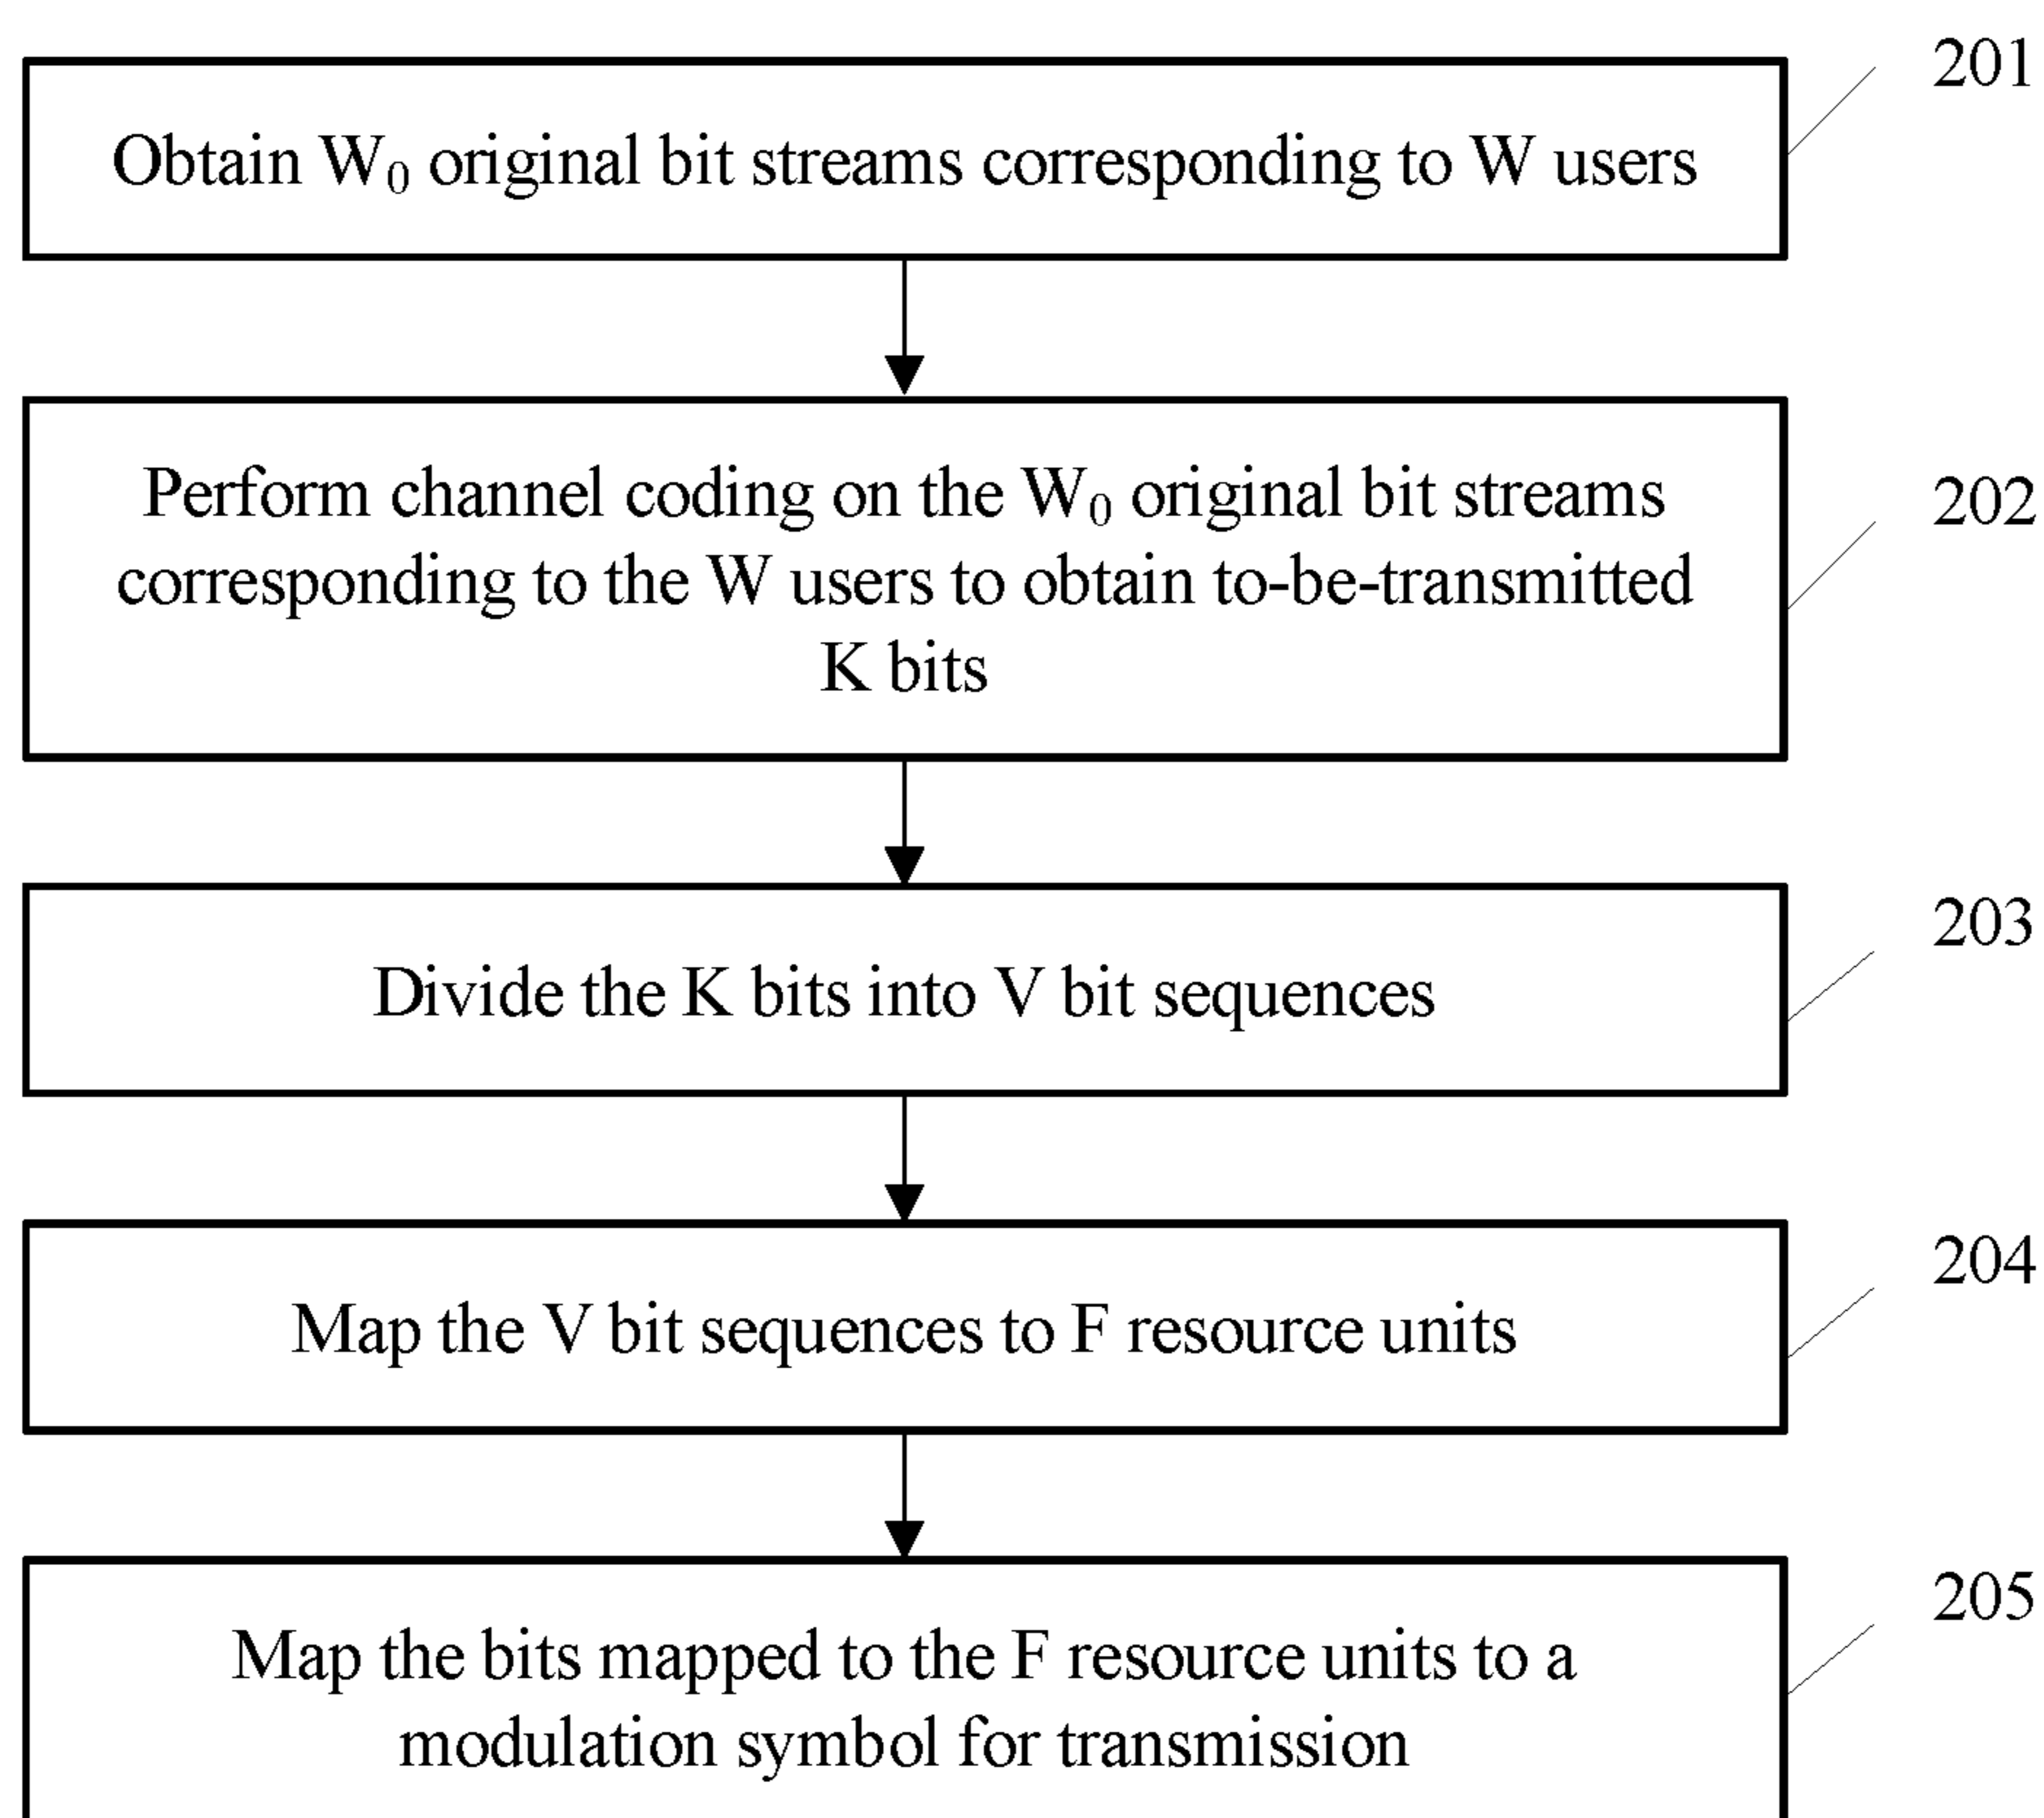 201
Obtain W₀ original bit streams corresponding to W users
202
Perform channel coding on the W₀ original bit streams
corresponding to the W users to obtain to-be-transmitted
K bits
203
Divide the K bits into V bit sequences
204
Map the V bit sequences to F resource units
205
Map the bits mapped to the F resource units to a
modulation symbol for transmission